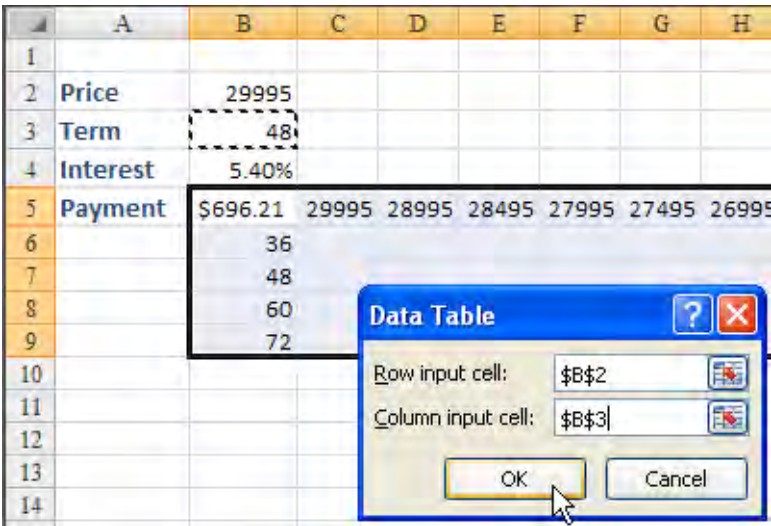 A B C D E F G H
1
2 Price 29995
3 Term 48
4 Interest 5.40%
5 Payment $696.21 29995 28995 28495 27995 27495 26995
6 36
7 48
8 60
9 72
Data Table ?
Row input cell: $B$2
Column input cell: $B$3
OK Cancel
10
11
12
13
14